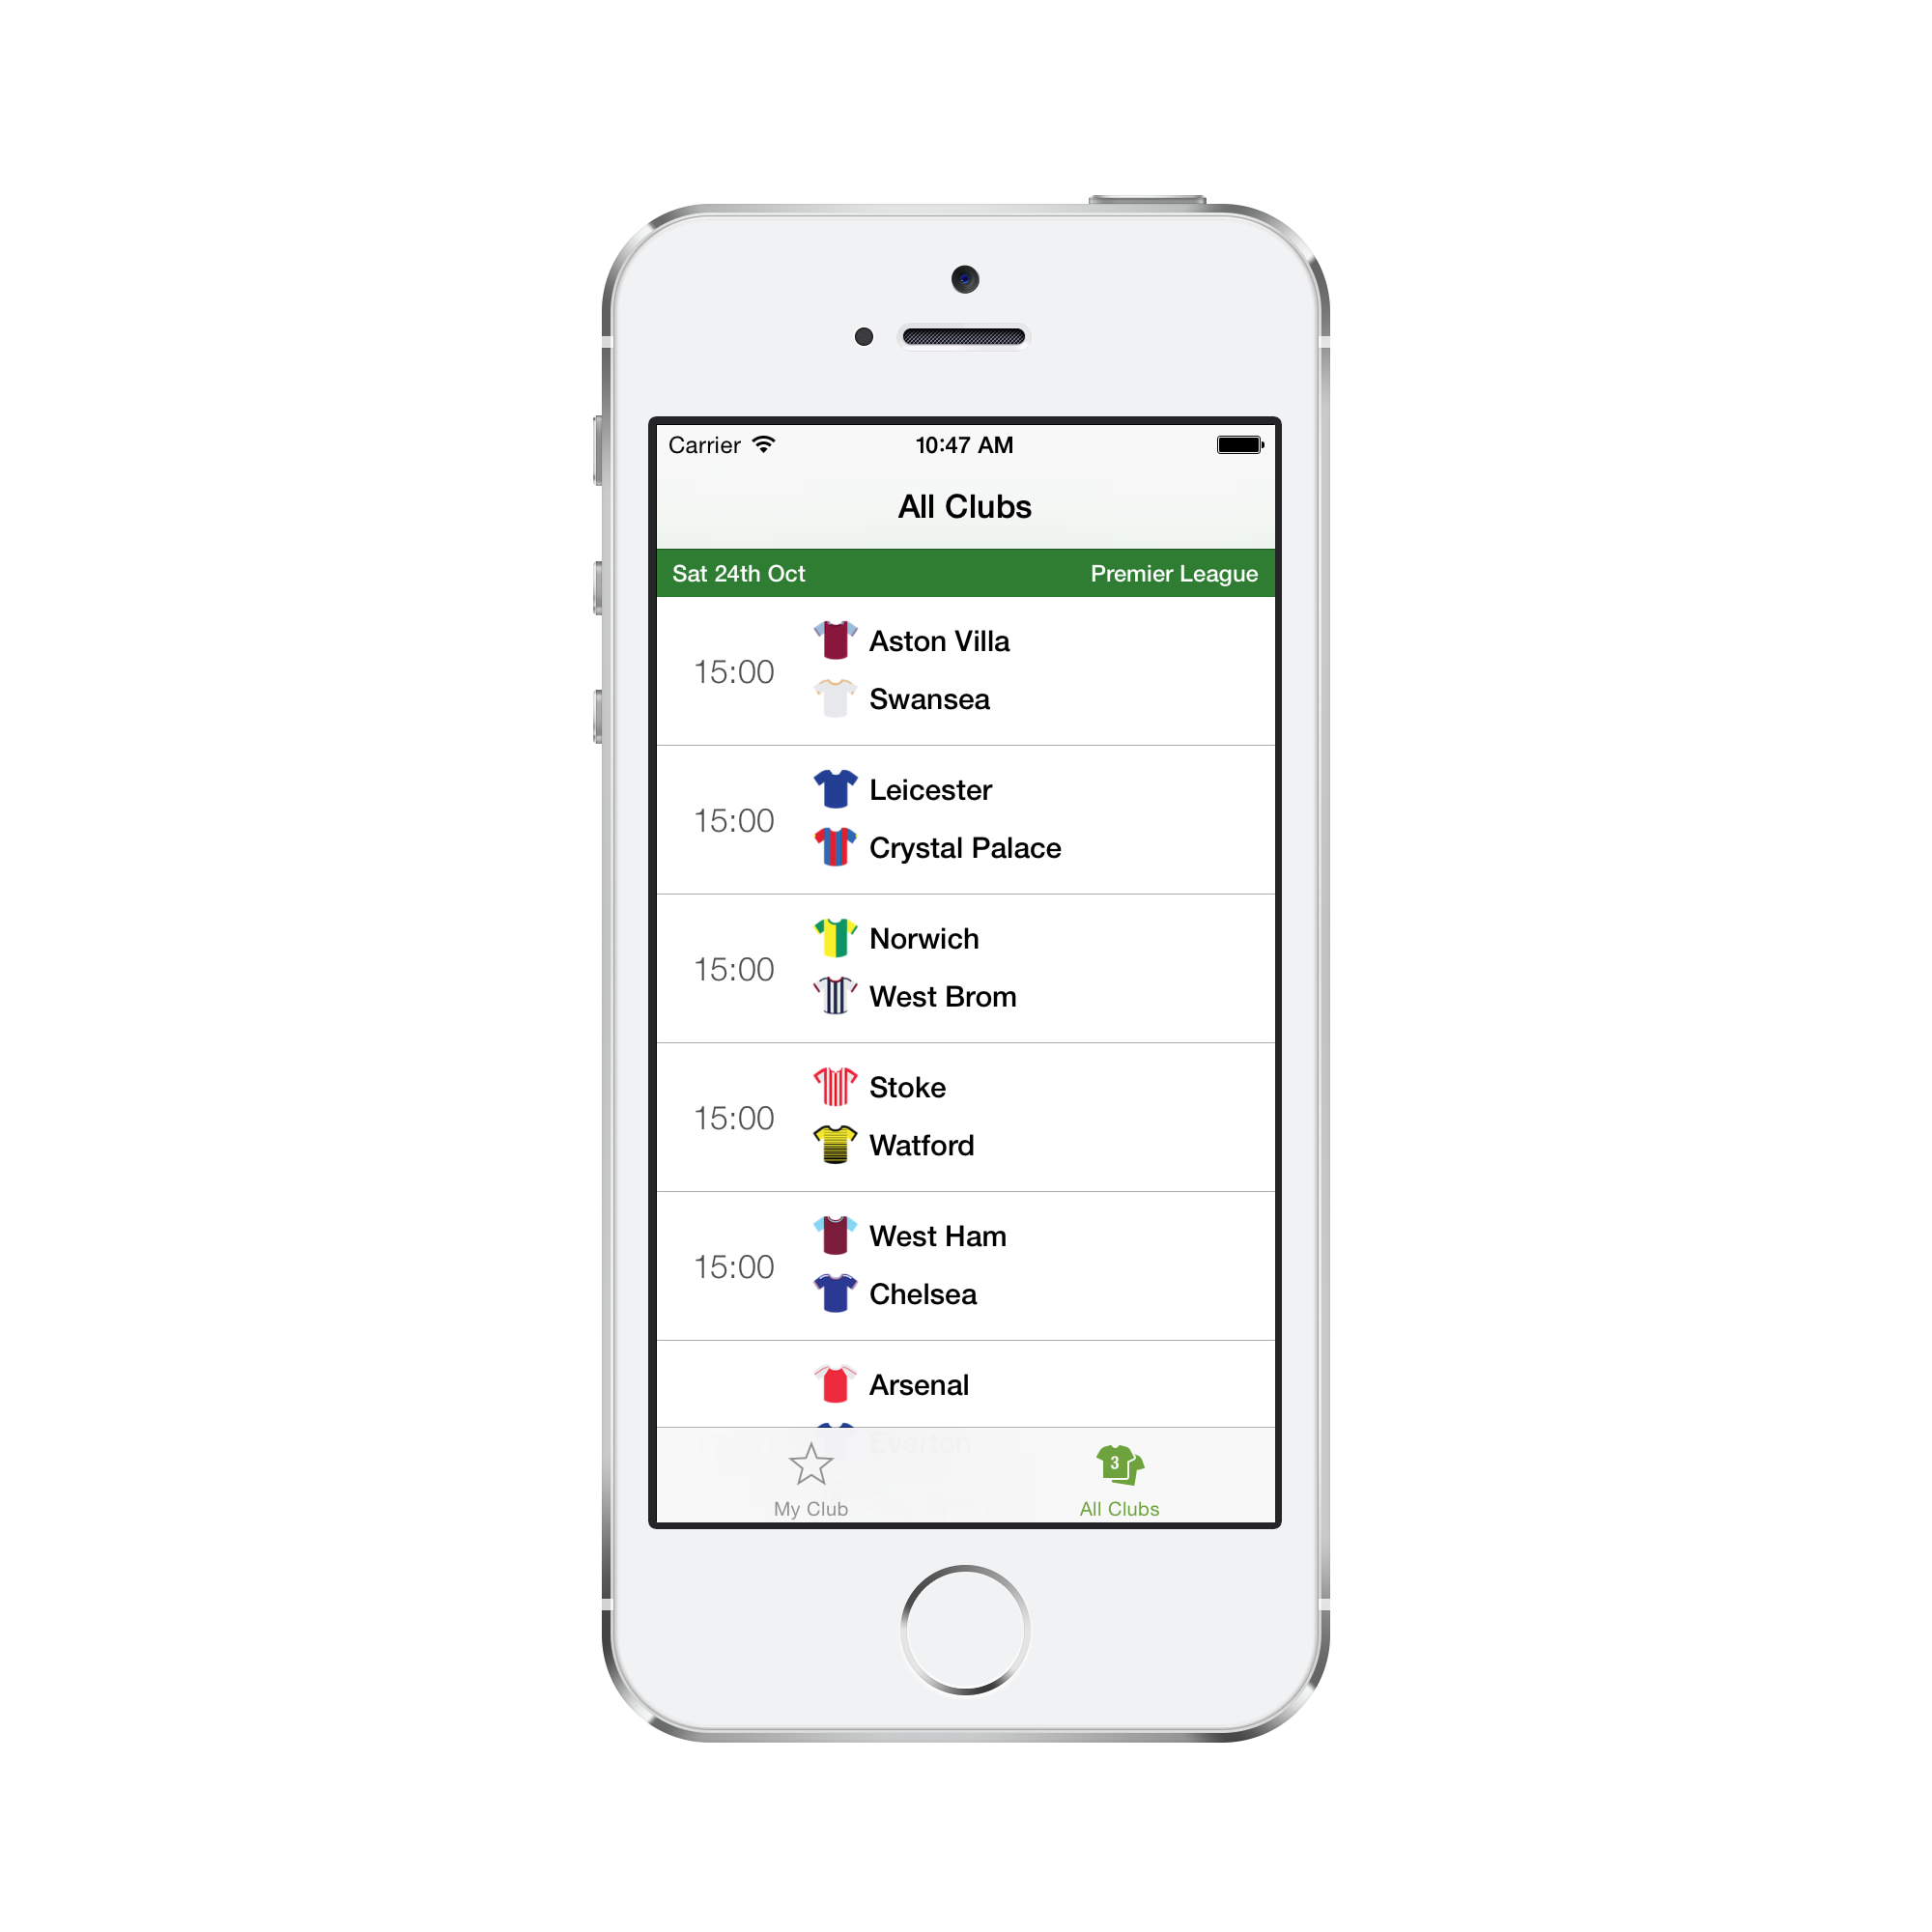 Carrier 10:47 AM
All Clubs
Sat 24th Oct Premier League
Aston Villa
15:00
Swansea
Leicester
15:00
Crystal Palace
Norwich
15:00
West Brom
Stoke
15:00
Watford
West Ham
15:00
Chelsea
Arsenal
Everton
3
My Club All Clubs